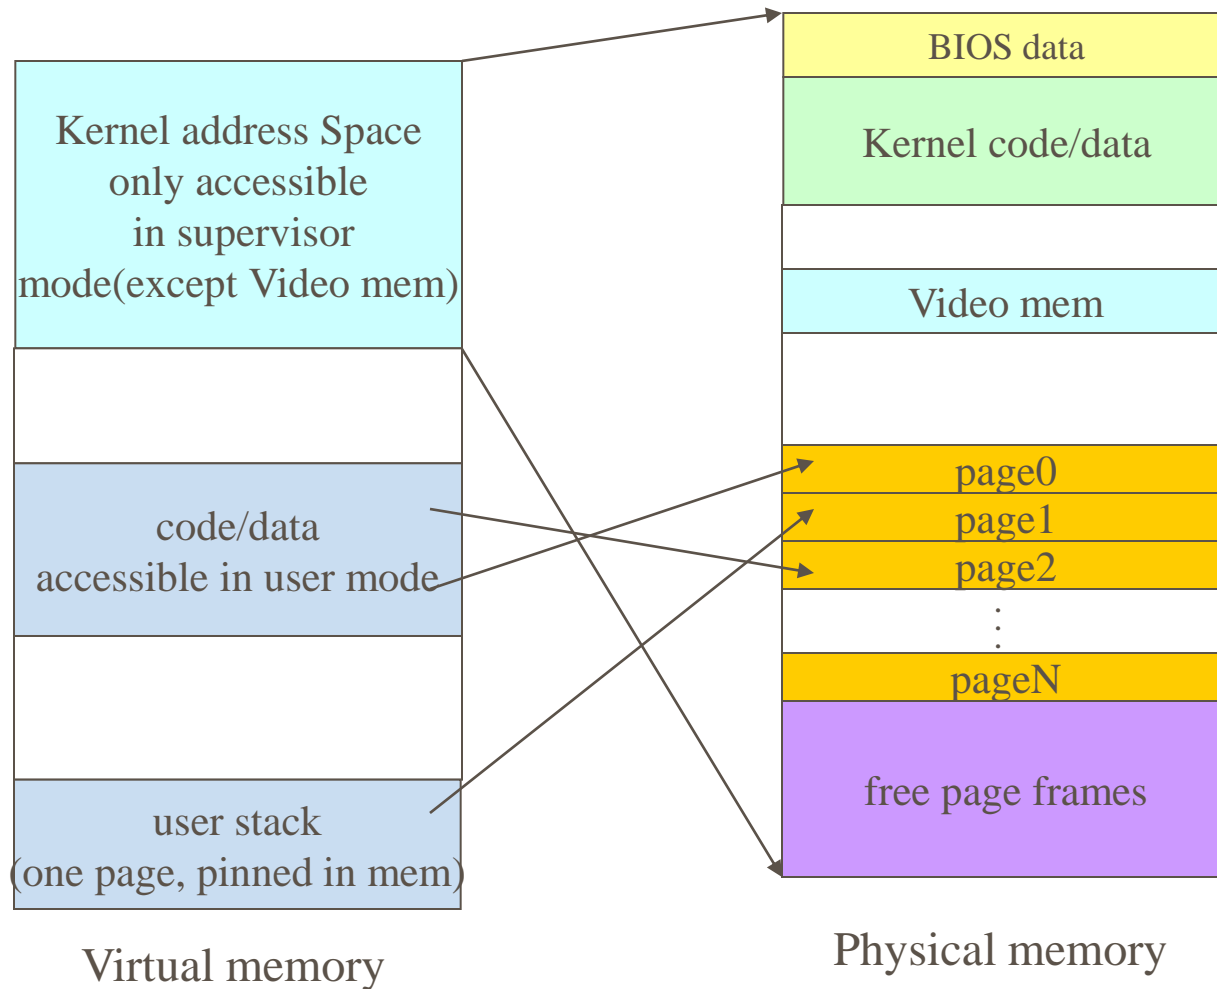 Kernel address Space
only accessible
in supervisor
mode(except Video mem)
code/data
accessible in user mode
user stack
(one page, pinned in mem)
Virtual memory
BIOS data
Kernel code/data
Video mem
page0
page1
page2
⋮
pageN
free page frames
Physical memory